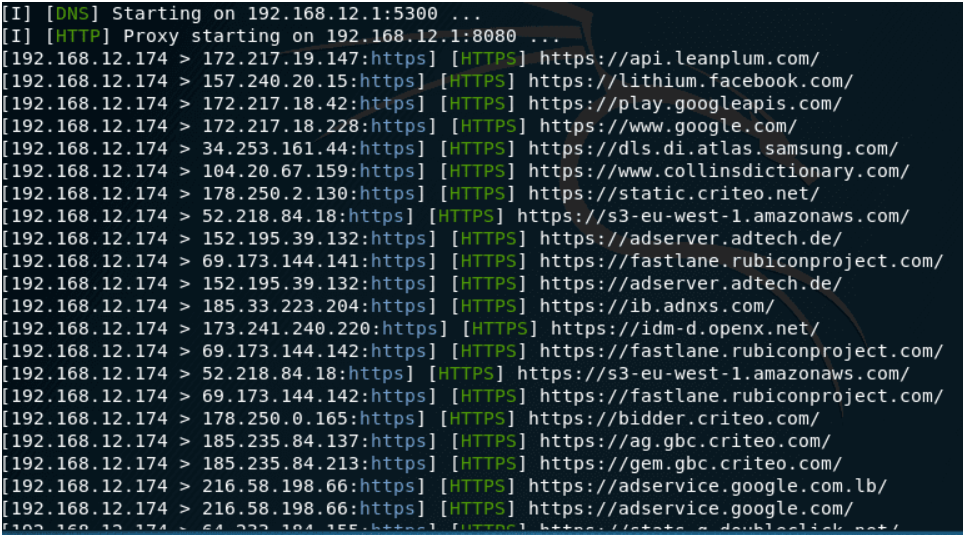 [I] [DNS] Starting on 192.168.12.1:5300 ...
[I] [HTTP] Proxy starting on 192.168.12.1:8080 ...
[192.168.12.174 > 172.217.19.147:https] [HTTPS] https://api.leanplum.com/
[192.168.12.174 > 157.240.20.15:https] [HTTPS] https://lithium.facebook.com/
[192.168.12.174 > 172.217.18.42:https] [HTTPS] https://play.googleapis.com/
[192.168.12.174 > 172.217.18.228:https] [HTTPS] https://www.google.com/
[192.168.12.174 > 34.253.161.44:https] [HTTPS] https://dls.di.atlas.samsung.com/
[192.168.12.174 > 104.20.67.159:https] [HTTPS] https://www.collinsdictionary.com/
[192.168.12.174 > 178.250.2.130:https] [HTTPS] https://static.criteo.net/
[192.168.12.174 > 52.218.84.18:https] [HTTPS] https://s3-eu-west-1.amazonaws.com/
[192.168.12.174 > 152.195.39.132:https] [HTTPS] https://adserver.adtech.de/
[192.168.12.174 > 69.173.144.141:https] [HTTPS] https://fastlane.rubiconproject.com/
[192.168.12.174 > 152.195.39.132:https] [HTTPS] https://adserver.adtech.de/
[192.168.12.174 > 185.33.223.204:https] [HTTPS] https://ib.adnxs.com/
[192.168.12.174 > 173.241.240.220:https] [HTTPS] https://idm-d.openx.net/
[192.168.12.174 > 69.173.144.142:https] [HTTPS] https://fastlane.rubiconproject.com/
[192.168.12.174 > 52.218.84.18:https] [HTTPS] https://s3-eu-west-1.amazonaws.com/
[192.168.12.174 > 69.173.144.142:https] [HTTPS] https://fastlane.rubiconproject.com/
[192.168.12.174 > 178.250.0.165:https] [HTTPS] https://bidder.criteo.com/
[192.168.12.174 > 185.235.84.137:https] [HTTPS] https://ag.gbc.criteo.com/
[192.168.12.174 > 185.235.84.213:https] [HTTPS] https://gem.gbc.criteo.com/
[192.168.12.174 > 216.58.198.66:https] [HTTPS] https://adservice.google.com.lb/
[192.168.12.174 > 216.58.198.66:https] [HTTPS] https://adservice.google.com/